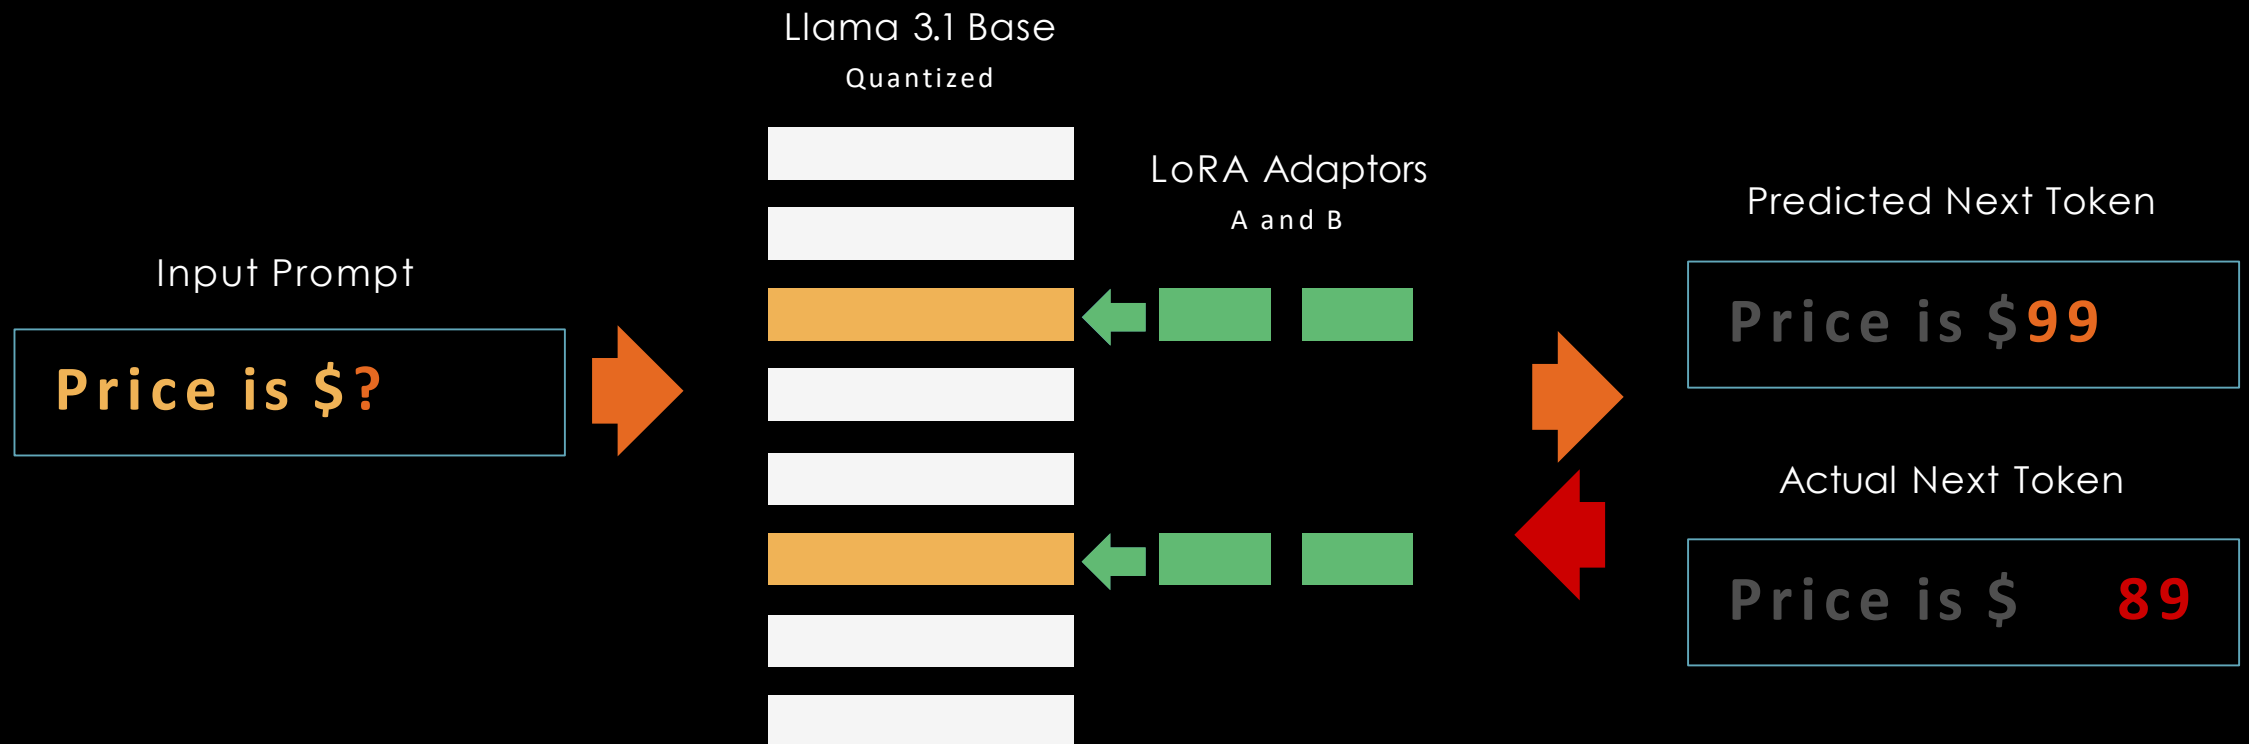 Llama 3.1 Base
Quantized
LoRA Adaptors
A and B
Input Prompt
Price is $?
Predicted Next Token
Price is $99
Actual Next Token
Price is $ 89